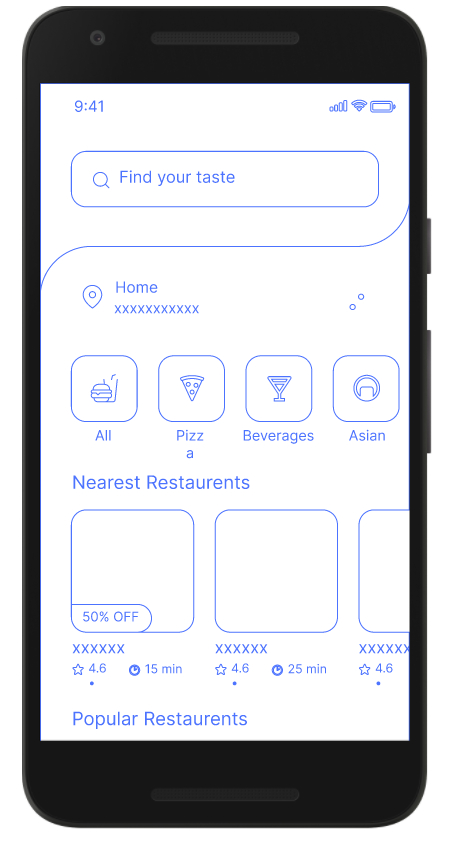 9:41
Find your taste
Home
xxxxxxxxxxx
All
Pizz
a
Beverages
Asian
Nearest Restaurents
50% OFF
xxxxxx
xxxxxx
xxxxxx
4.6
15 min
4.6
25 min
4.6
Popular Restaurents